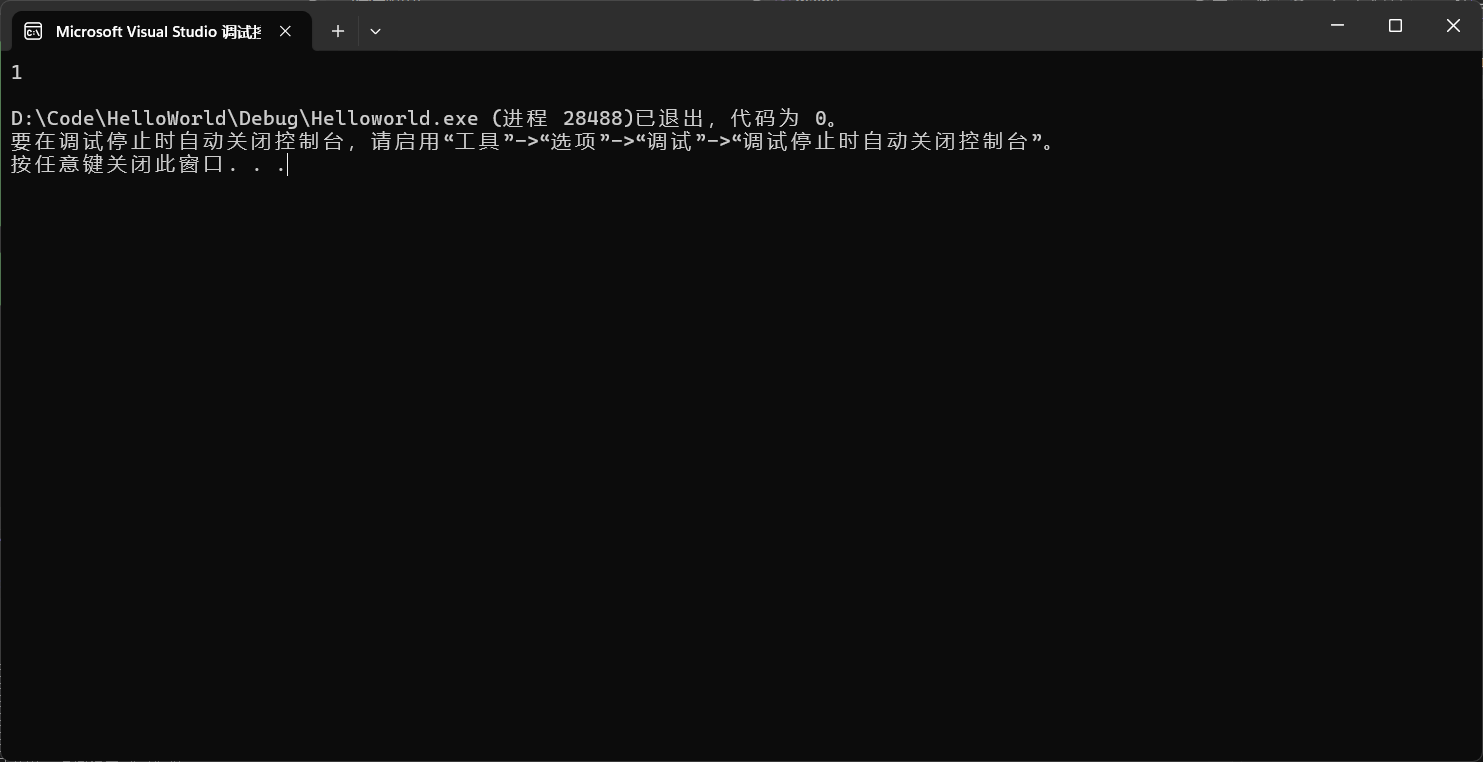 Microsoft Visual Studio 调试控
1
D:\Code\HelloWorld\Debug\Helloworld.exe (进程 28488)已退出，代码为 0。
要在调试停止时自动关闭控制台，请启用“工具”->“选项”->“调试”->“调试停止时自动关闭控制台”。
按任意键关闭此窗口. . .